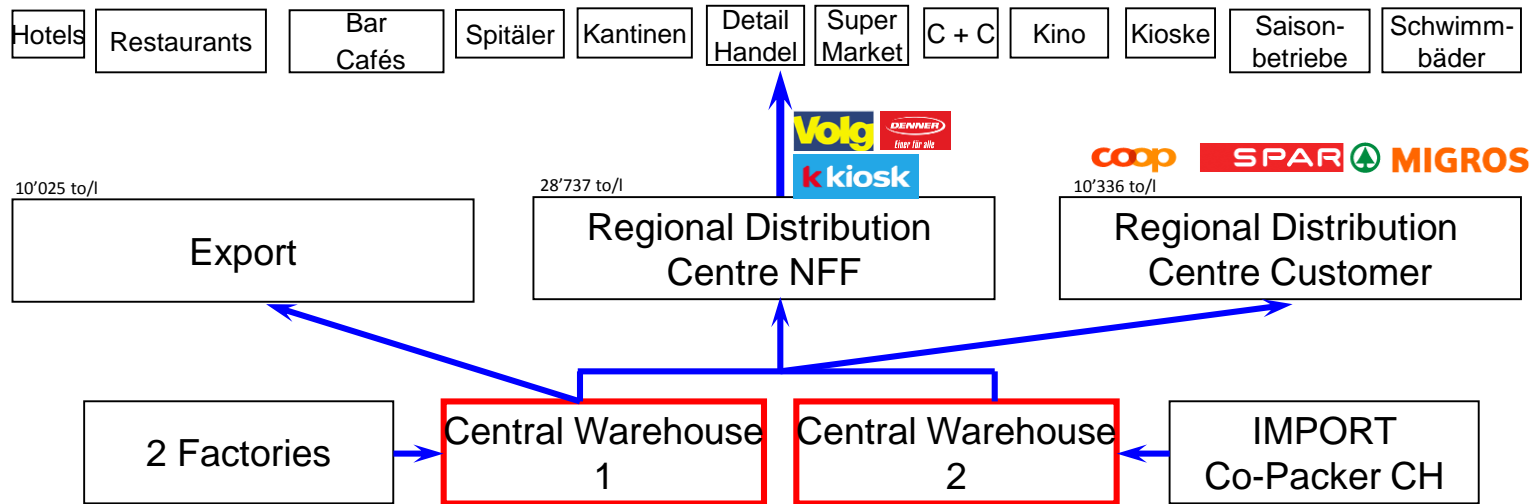 Hotels
Restaurants
Bar
Cafés
Spitäler
Kantinen
Detail
Handel
Super
Market
C + C
Kino
Kioske
Saison-
betriebe
Schwimm-
bäder
Volg
DENNER
Einer für alle
k kiosk
coop
SPAR
MIGROS
10’025 to/l
Export
28’737 to/l
Regional Distribution
Centre NFF
10’336 to/l
Regional Distribution
Centre Customer
2 Factories
Central Warehouse
1
Central Warehouse
2
IMPORT
Co-Packer CH